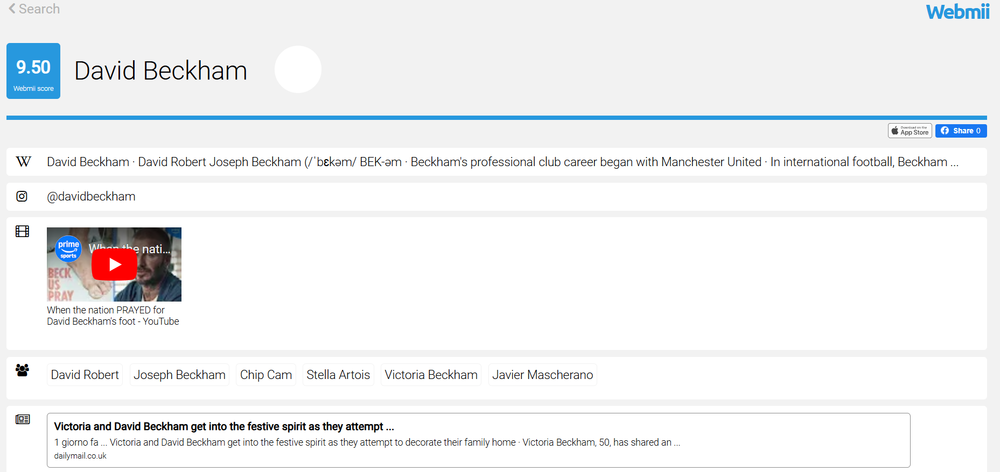 Search
Webmii
9.50
Webmii score
David Beckham
Download on the
App Store
Share 0
W
David Beckham · David Robert Joseph Beckham (/ˈbɛkəm/ BEK-əm · Beckham's professional club career began with Manchester United · In international football, Beckham ...
@davidbeckham
prime
sports
When the nati...
BECK
US
PRAY
When the nation PRAYED for
David Beckham's foot - YouTube
David Robert Joseph Beckham Chip Cam Stella Artois Victoria Beckham Javier Mascherano
Victoria and David Beckham get into the festive spirit as they attempt ...
1 giorno fa ... Victoria and David Beckham get into the festive spirit as they attempt to decorate their family home · Victoria Beckham, 50, has shared an ...
dailymail.co.uk